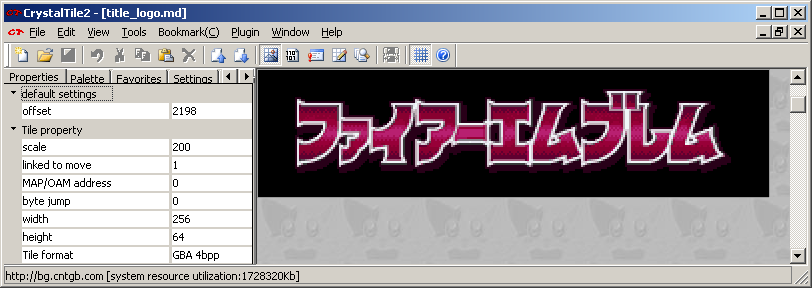 CrystalTile2 - [title_logo.md]
File Edit View Tools Bookmark(C) Plugin Window Help
Properties Palette Favorites Settings
default settings
offset 2198
Tile property
scale 200
linked to move 1
MAP/OAM address 0
byte jump 0
width 256
height 64
Tile format GBA 4bpp
ファイアーエムブレム
http://bg.cntgb.com [system resource utilization:1728320Kb]